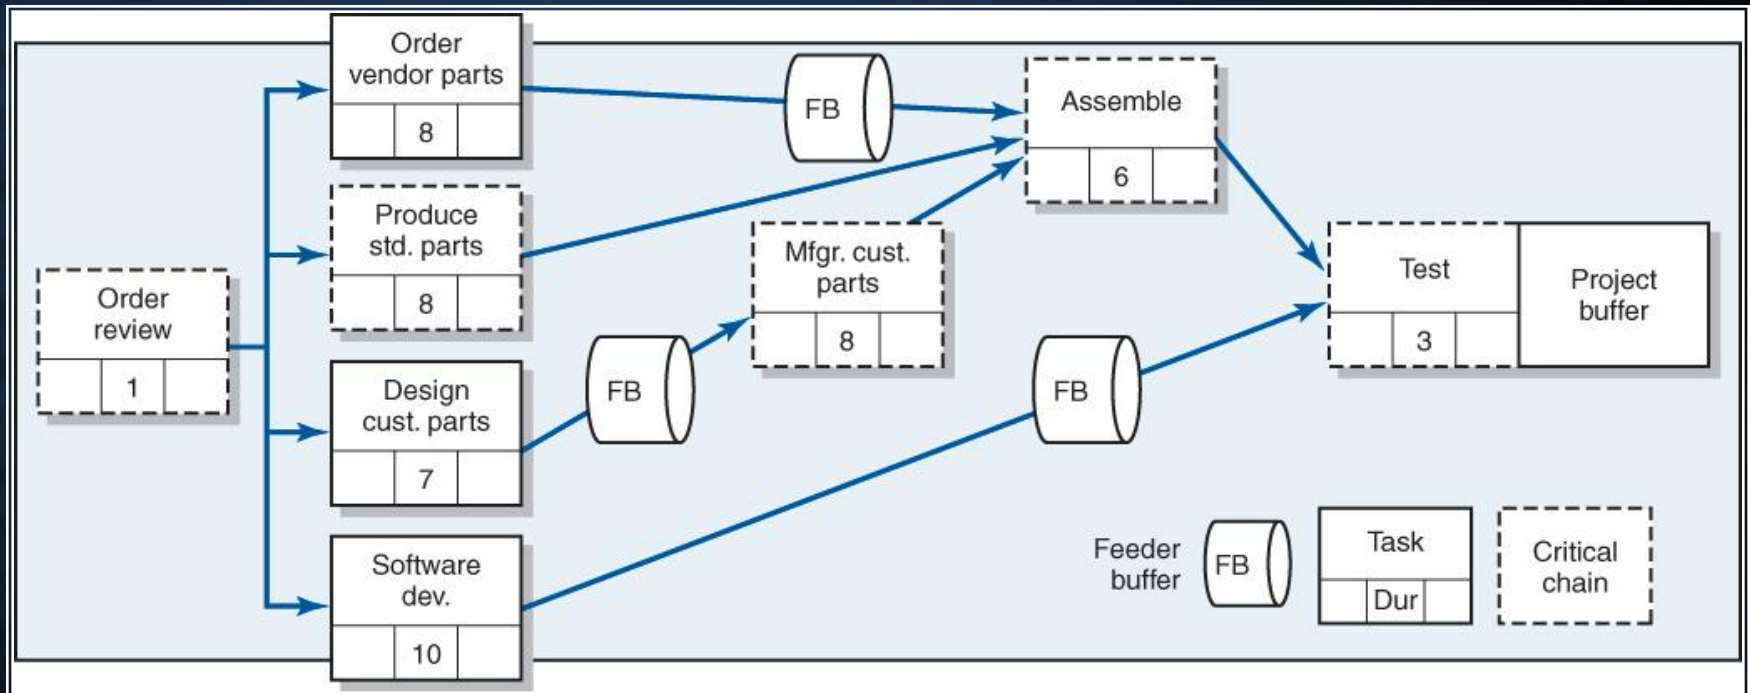 Order
vendor parts
8
FB
Assemble
6
Produce
std. parts
8
Mfgr. cust.
parts
8
Test
3
Project
buffer
Order
review
1
Design
cust. parts
7
FB
FB
Software
dev.
10
Feeder
buffer
FB
Task
Dur
Critical
chain